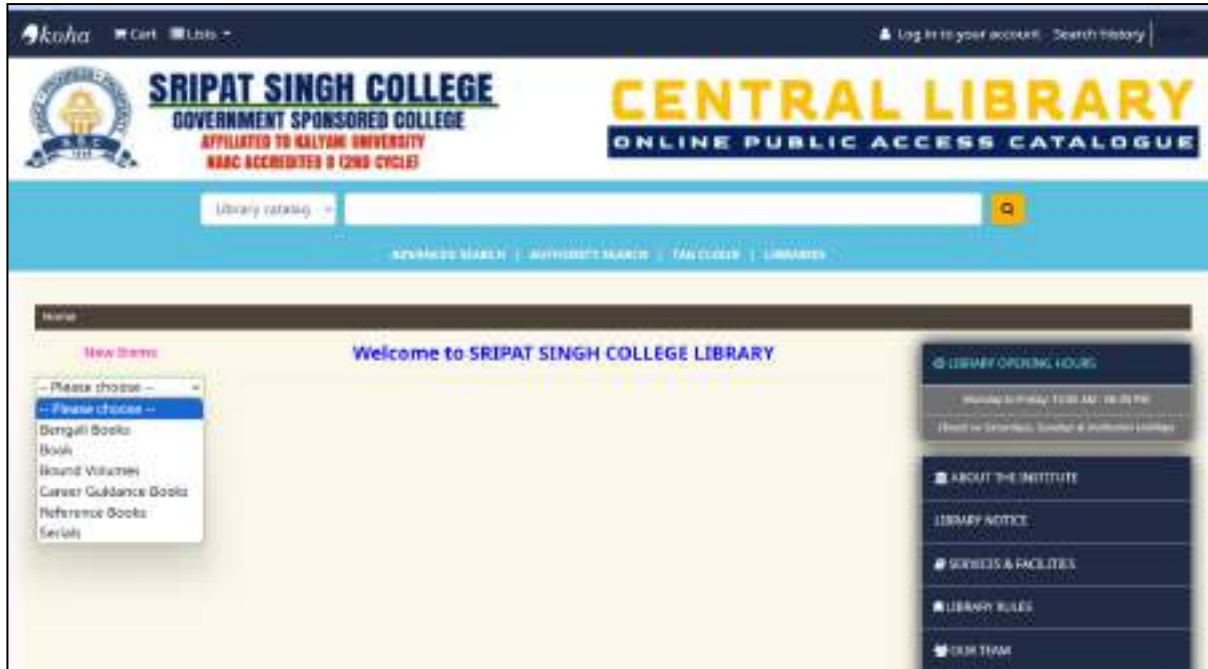 koha Cart Lists
Log in to your account Search history
SRIPAT SINGH COLLEGE
GOVERNMENT SPONSORED COLLEGE
AFFILIATED TO KALYANI UNIVERSITY
NAAC ACCREDITED B (2ND CYCLE)
CENTRAL LIBRARY
ONLINE PUBLIC ACCESS CATALOGUE
Library catalog
ADVANCED SEARCH | AUTHORITY SEARCH | TAG CLOUD | LIBRARIES
Home
New Items
-- Please choose --
-- Please choose --
Bengali Books
Book
Bound Volumes
Career Guidance Books
Reference Books
Serials
Welcome to SRIPAT SINGH COLLEGE LIBRARY
LIBRARY OPENING HOURS
Monday to Friday
ABOUT THE INSTITUTE
LIBRARY NOTICE
SERVICES & FACILITIES
LIBRARY RULES
OUR TEAM